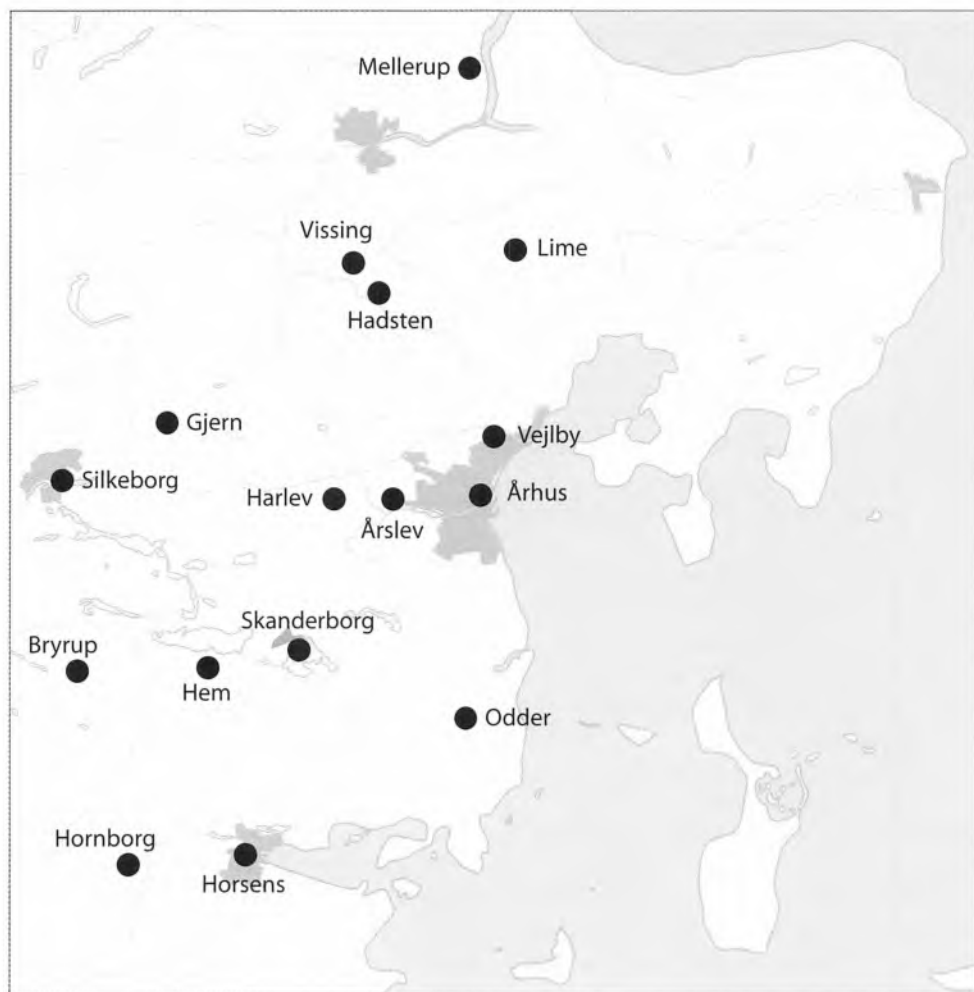 Mellerup
Vissing
Lime
Hadsten
Gjern
Vejlby
Silkeborg
Harlev
Århus
Årslev
Skanderborg
Bryrup
Hem
Odder
Hornborg
Horsens